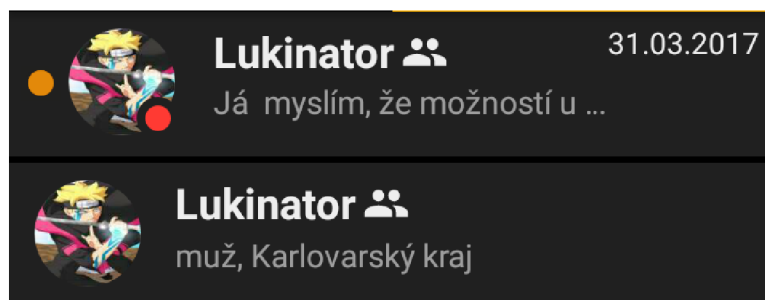 Lukinator 31.03.2017
Já  myslím, že možností u ...
Lukinator
muž, Karlovarský kraj